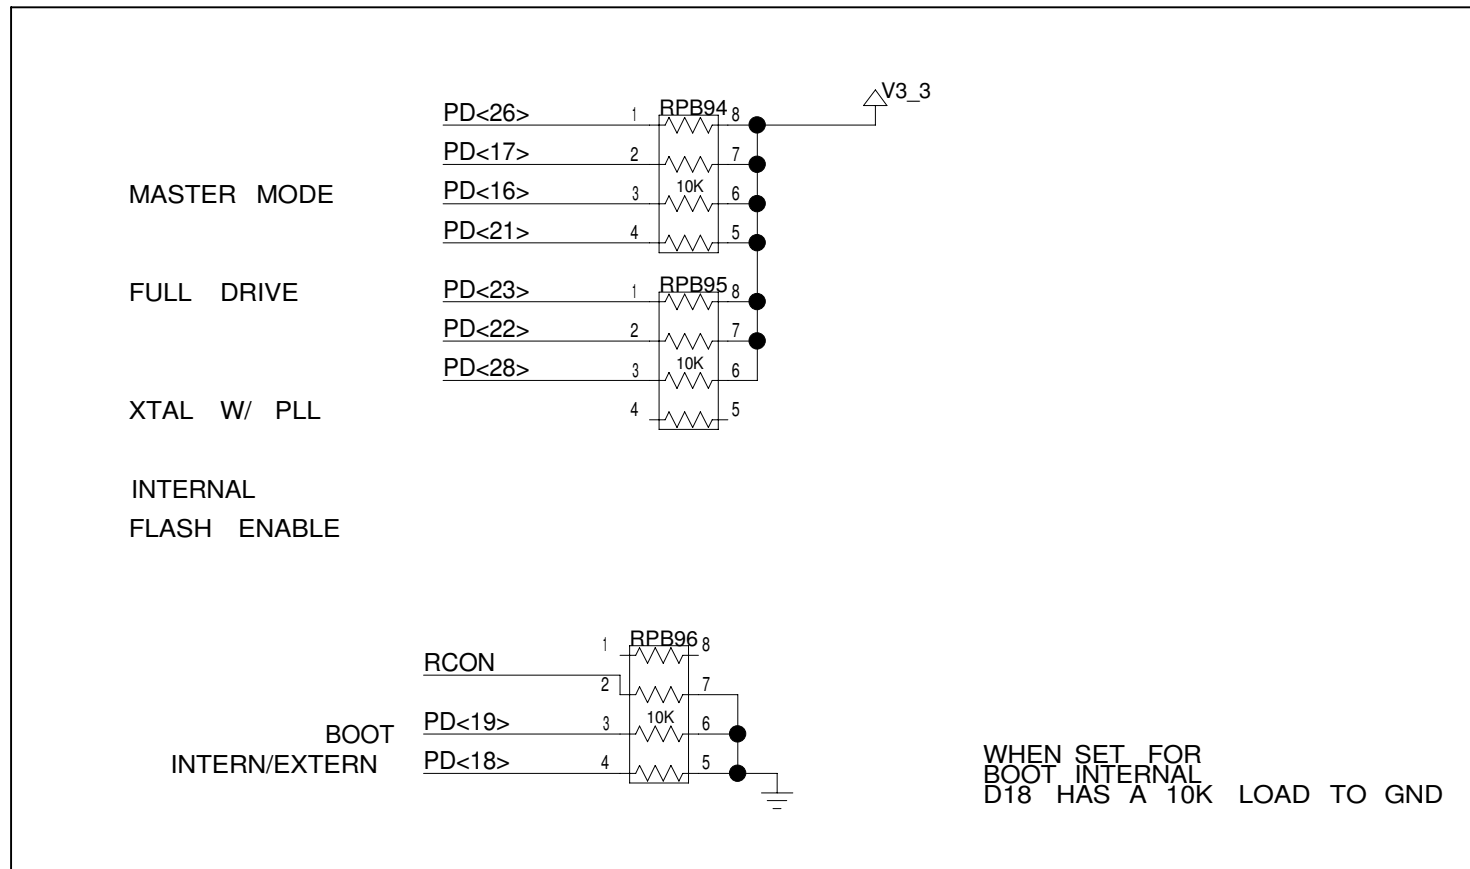 V3_3
PD<26> 1 RPB94 8
PD<17> 2 7
MASTER MODE PD<16> 3 10K 6
PD<21> 4 5
FULL DRIVE PD<23> 1 RPB95 8
PD<22> 2 7
PD<28> 3 10K 6
XTAL W/ PLL 4 5
INTERNAL
FLASH ENABLE
1 RPB96 8
RCON 2 7
BOOT PD<19> 3 10K 6
INTERN/EXTERN PD<18> 4 5
WHEN SET FOR
BOOT INTERNAL
D18 HAS A 10K LOAD TO GND